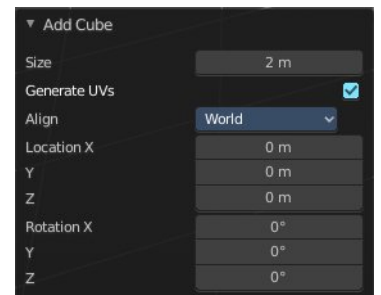 Add Cube
Size 2 m
Generate UVs
Align World
Location X 0 m
Y 0 m
Z 0 m
Rotation X 0°
Y 0°
Z 0°